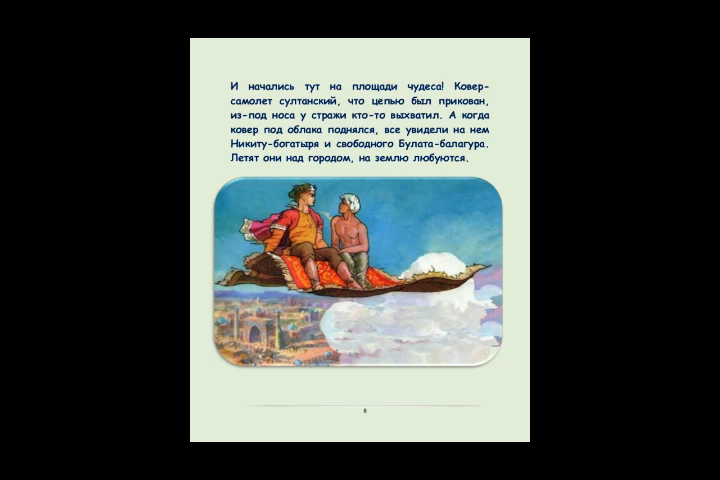 И начались тут на площади чудеса! Ковер-
самолет султанский, что цепью был прикован,
из-под носа у стражи кто-то выхватил. А когда
ковер под облака поднялся, все увидели на нем
Никиту-богатыря и свободного Булата-балагура.
Летят они над городом, на землю любуются.
8